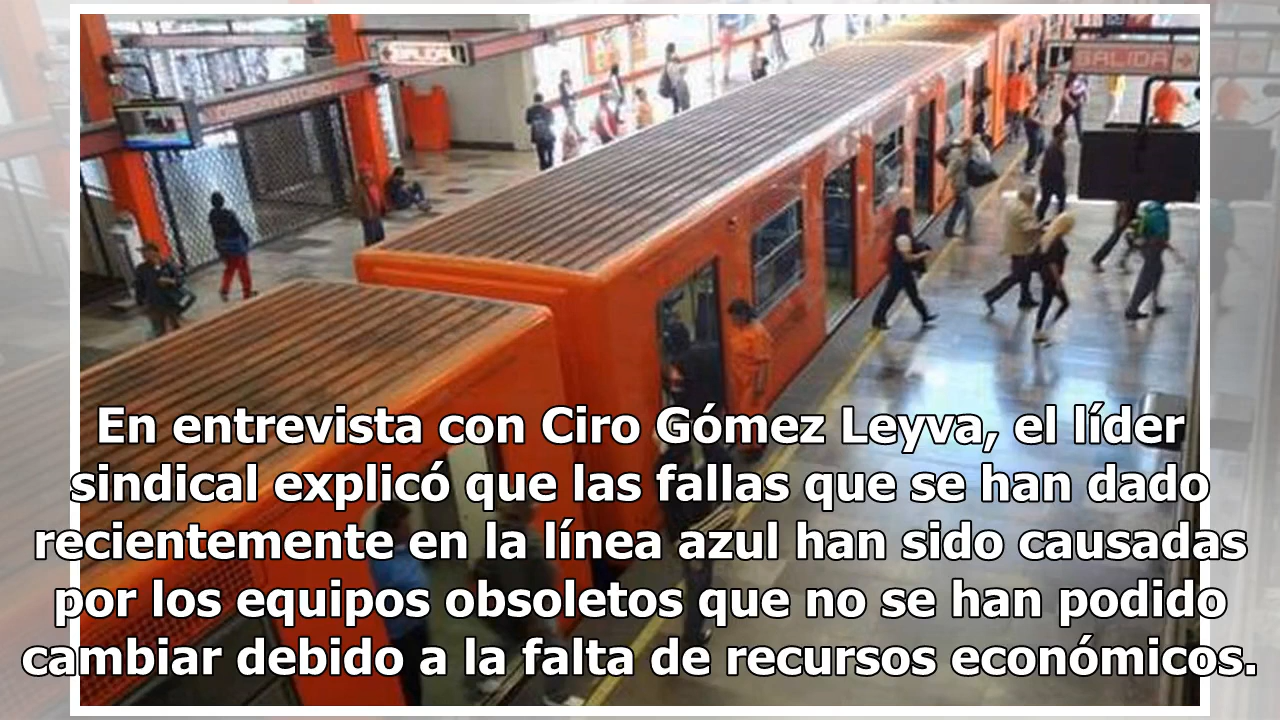 SALIDA
SALIDA
OBSERVATORIO
En entrevista con Ciro Gómez Leyva, el líder
sindical explicó que las fallas que se han dado
recientemente en la línea azul han sido causadas
por los equipos obsoletos que no se han podido
cambiar debido a la falta de recursos económicos.